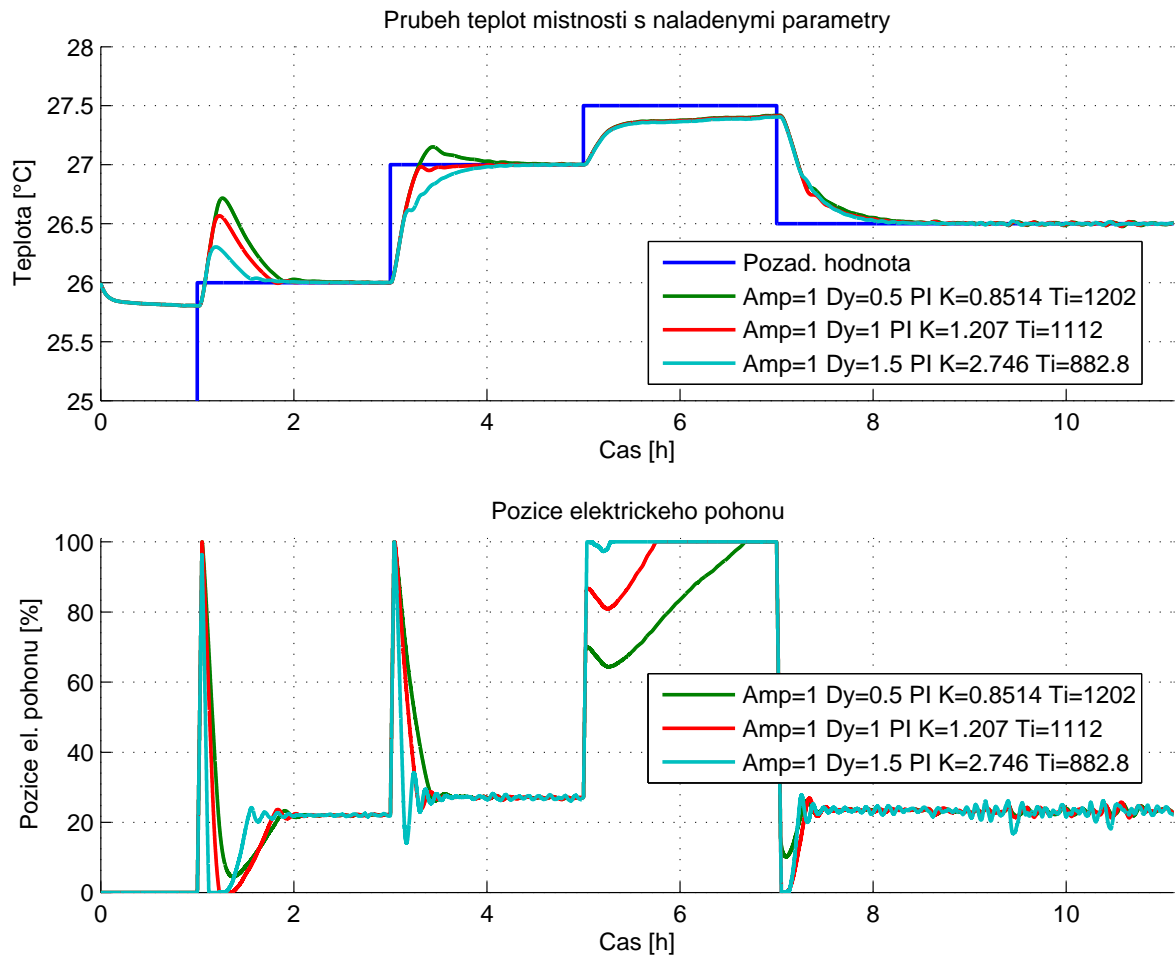 Prubeh teplot mistnosti s naladenymi parametry
28
27.5
27
26.5
26
25.5
25
Teplota [°C]
Pozad. hodnota
Amp=1 Dy=0.5 PI K=0.8514 Ti=1202
Amp=1 Dy=1 PI K=1.207 Ti=1112
Amp=1 Dy=1.5 PI K=2.746 Ti=882.8
0 2 4 6 8 10
Cas [h]
Pozice elektrickeho pohonu
100
80
60
40
20
0
Pozice el. pohonu [%]
Amp=1 Dy=0.5 PI K=0.8514 Ti=1202
Amp=1 Dy=1 PI K=1.207 Ti=1112
Amp=1 Dy=1.5 PI K=2.746 Ti=882.8
0 2 4 6 8 10
Cas [h]